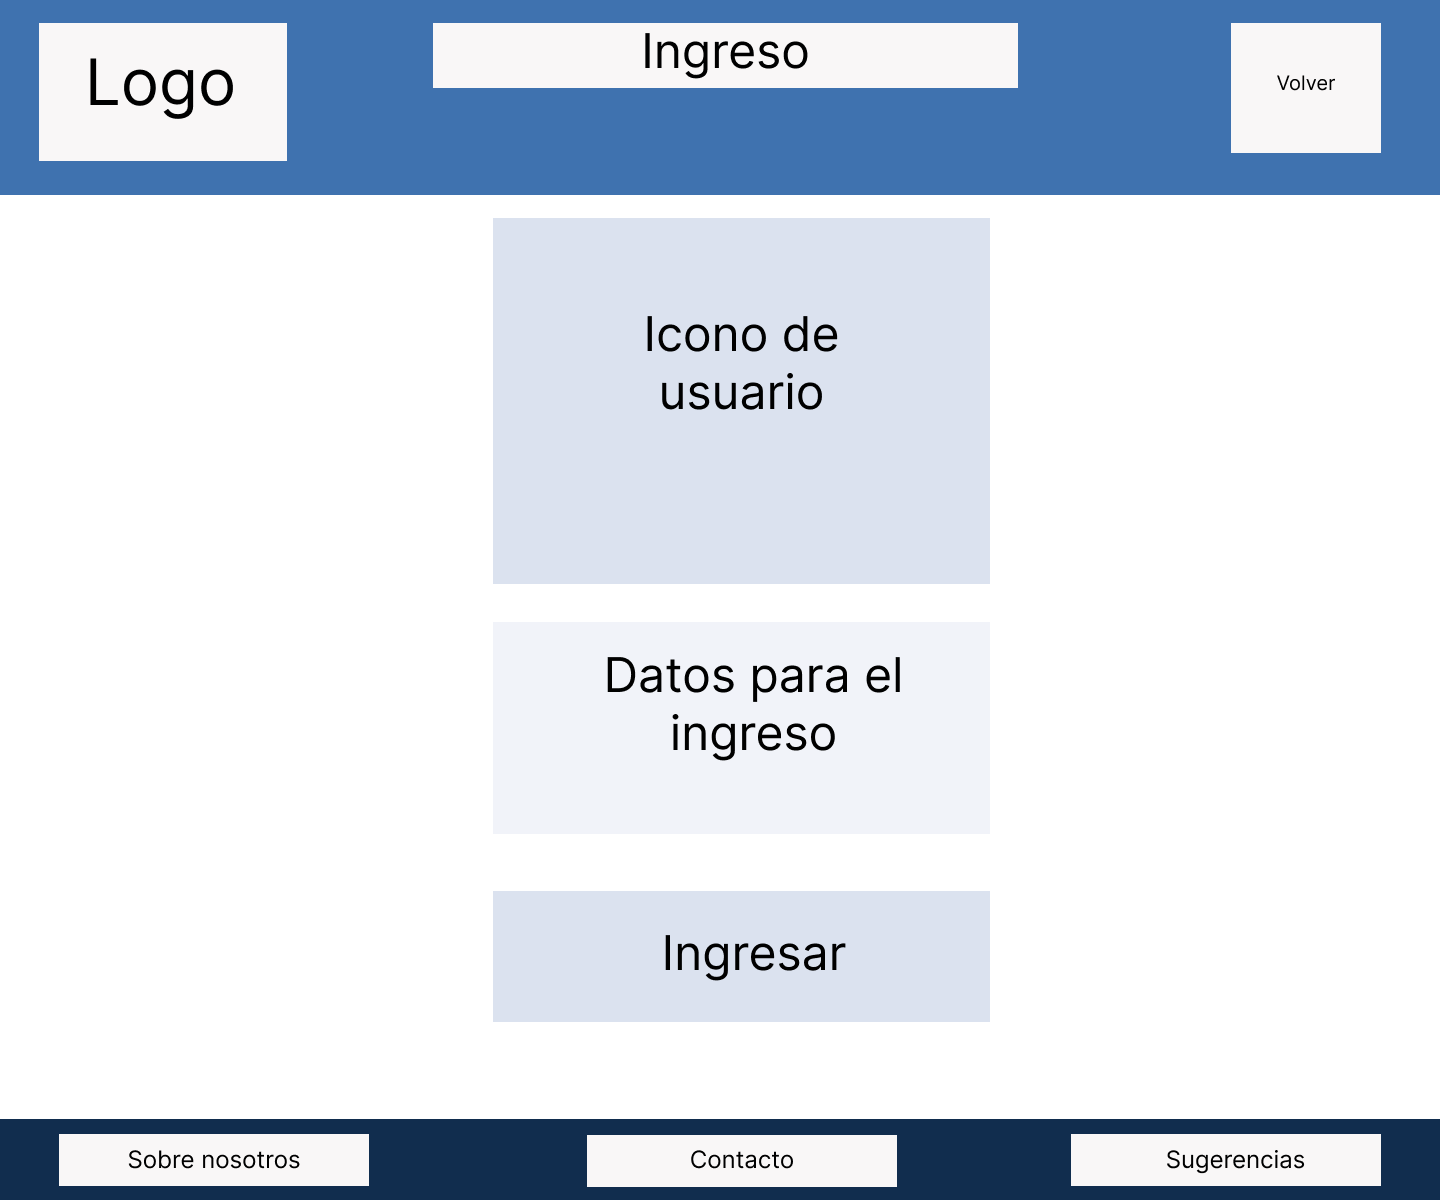 Logo
Ingreso
Volver
Icono de
usuario
Datos para el
ingreso
Ingresar
Sobre nosotros
Contacto
Sugerencias